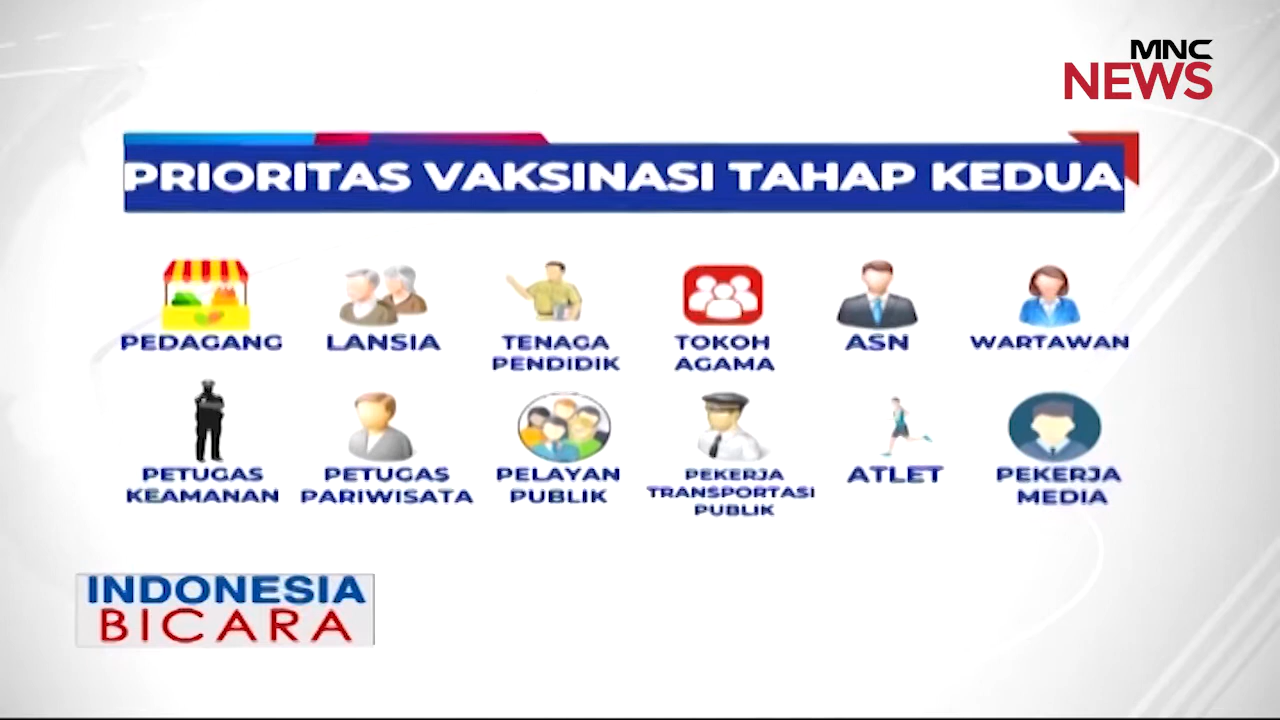 MNC
NEWS
PRIORITAS VAKSINASI TAHAP KEDUA
PEDAGANG
LANSIA
TENAGA
PENDIDIK
TOKOH
AGAMA
ASN
WARTAWAN
PETUGAS
KEAMANAN
PETUGAS
PARIWISATA
PELAYAN
PUBLIK
PEKERJA
TRANSPORTASI
PUBLIK
ATLET
PEKERJA
MEDIA
INDONESIA
BICARA